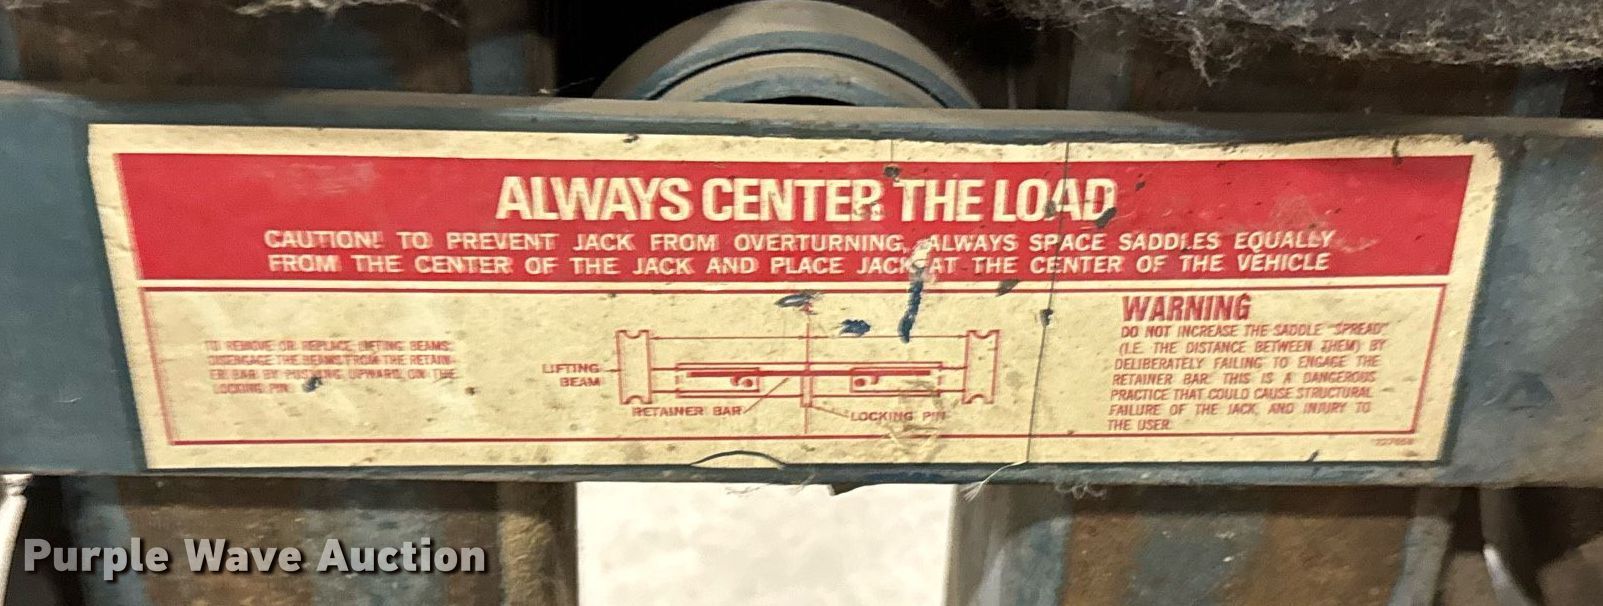 ALWAYS CENTER THE LOAD
CAUTION! TO PREVENT JACK FROM OVERTURNING, ALWAYS SPACE SADDLES EQUALLY
FROM THE CENTER OF THE JACK AND PLACE JACK AT THE CENTER OF THE VEHICLE
TO REMOVE OR REPLACE LIFTING BEAMS,
DISENGAGE THE BEAMS FROM THE RETAIN-
ER BAR BY PUSHING UPWARD ON THE
LOCKING PIN
LIFTING
BEAM
RETAINER BAR
LOCKING PIN
WARNING
DO NOT INCREASE THE SADDLE "SPREAD"
(I.E. THE DISTANCE BETWEEN THEM) BY
DELIBERATELY FAILING TO ENGAGE THE
RETAINER BAR. THIS IS A DANGEROUS
PRACTICE THAT COULD CAUSE STRUCTURAL
FAILURE OF THE JACK, AND INJURY TO
THE USER.
Purple Wave Auction